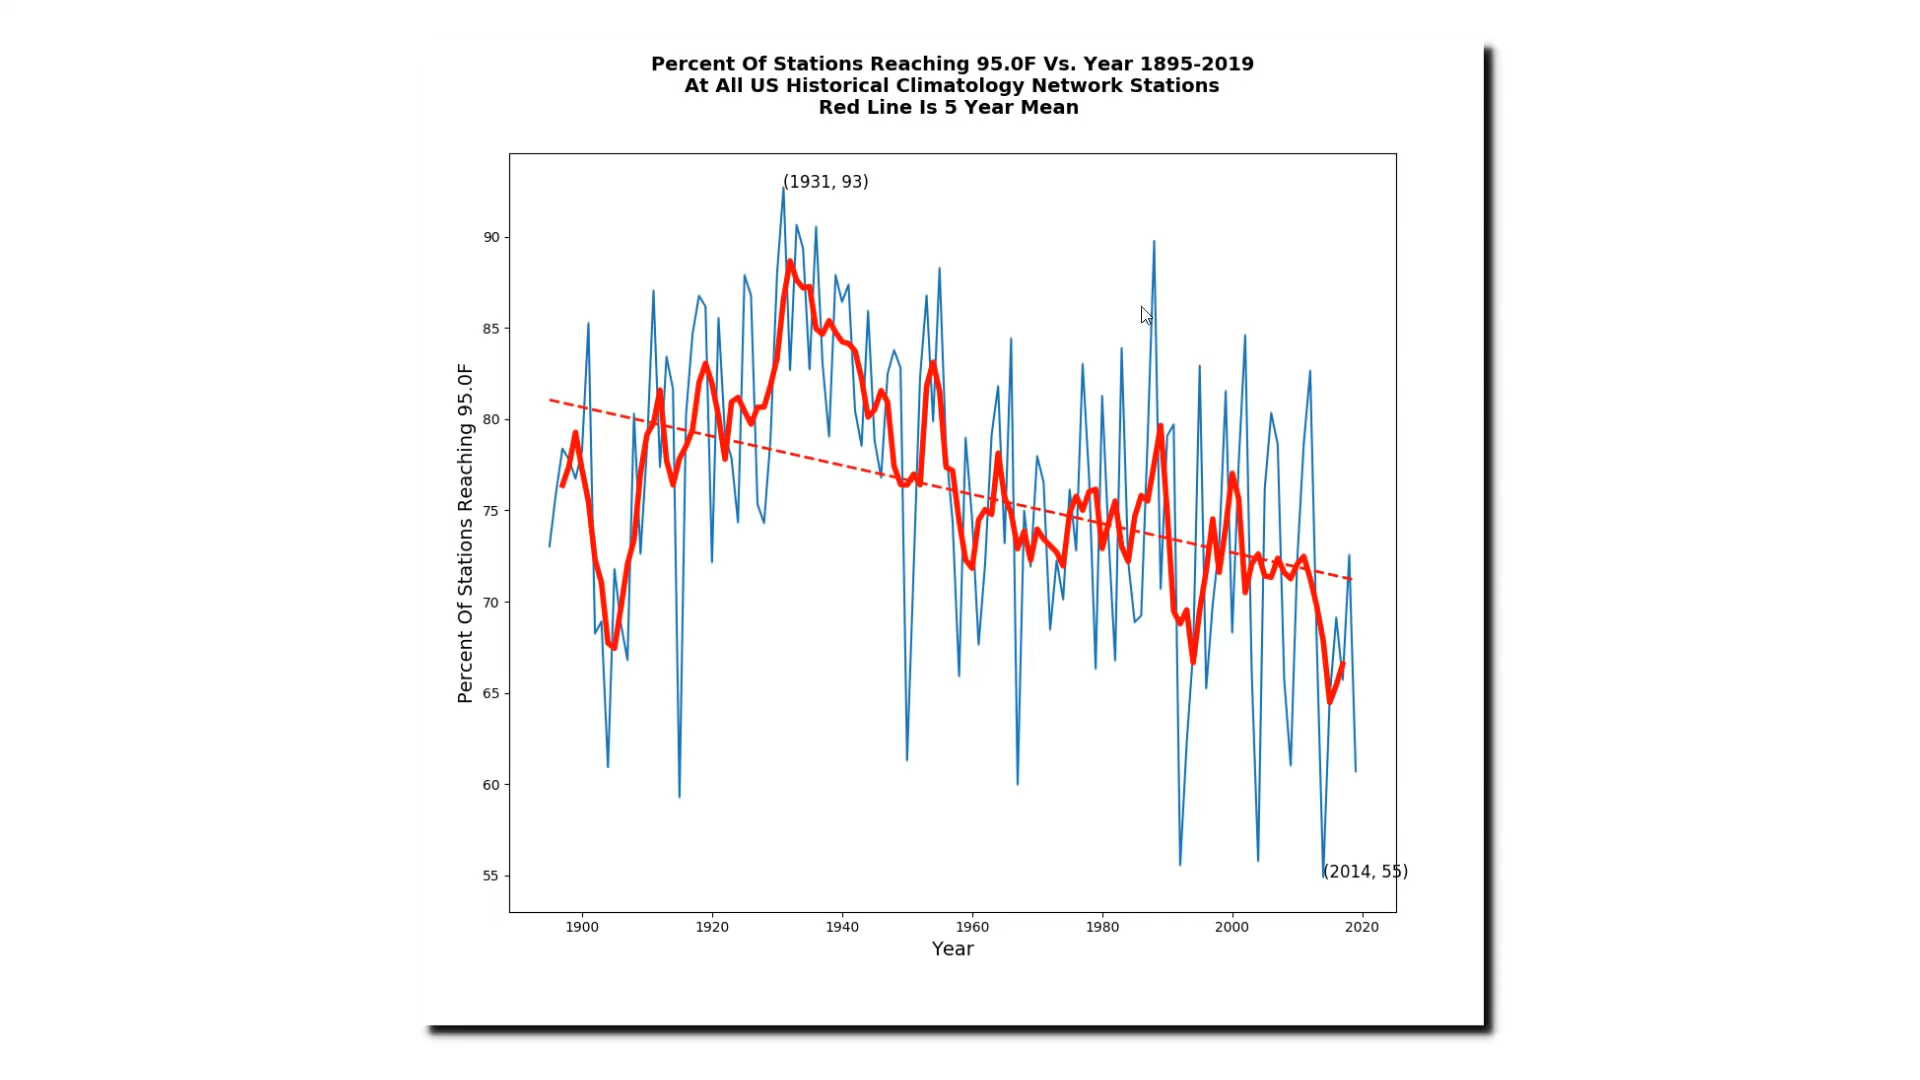 Percent Of Stations Reaching 95.0F Vs. Year 1895-2019
At All US Historical Climatology Network Stations
Red Line Is 5 Year Mean
(1931, 93)
90
85
80
75
70
65
60
55
Percent Of Stations Reaching 95.0F
(2014, 55)
1900 1920 1940 1960 1980 2000 2020
Year